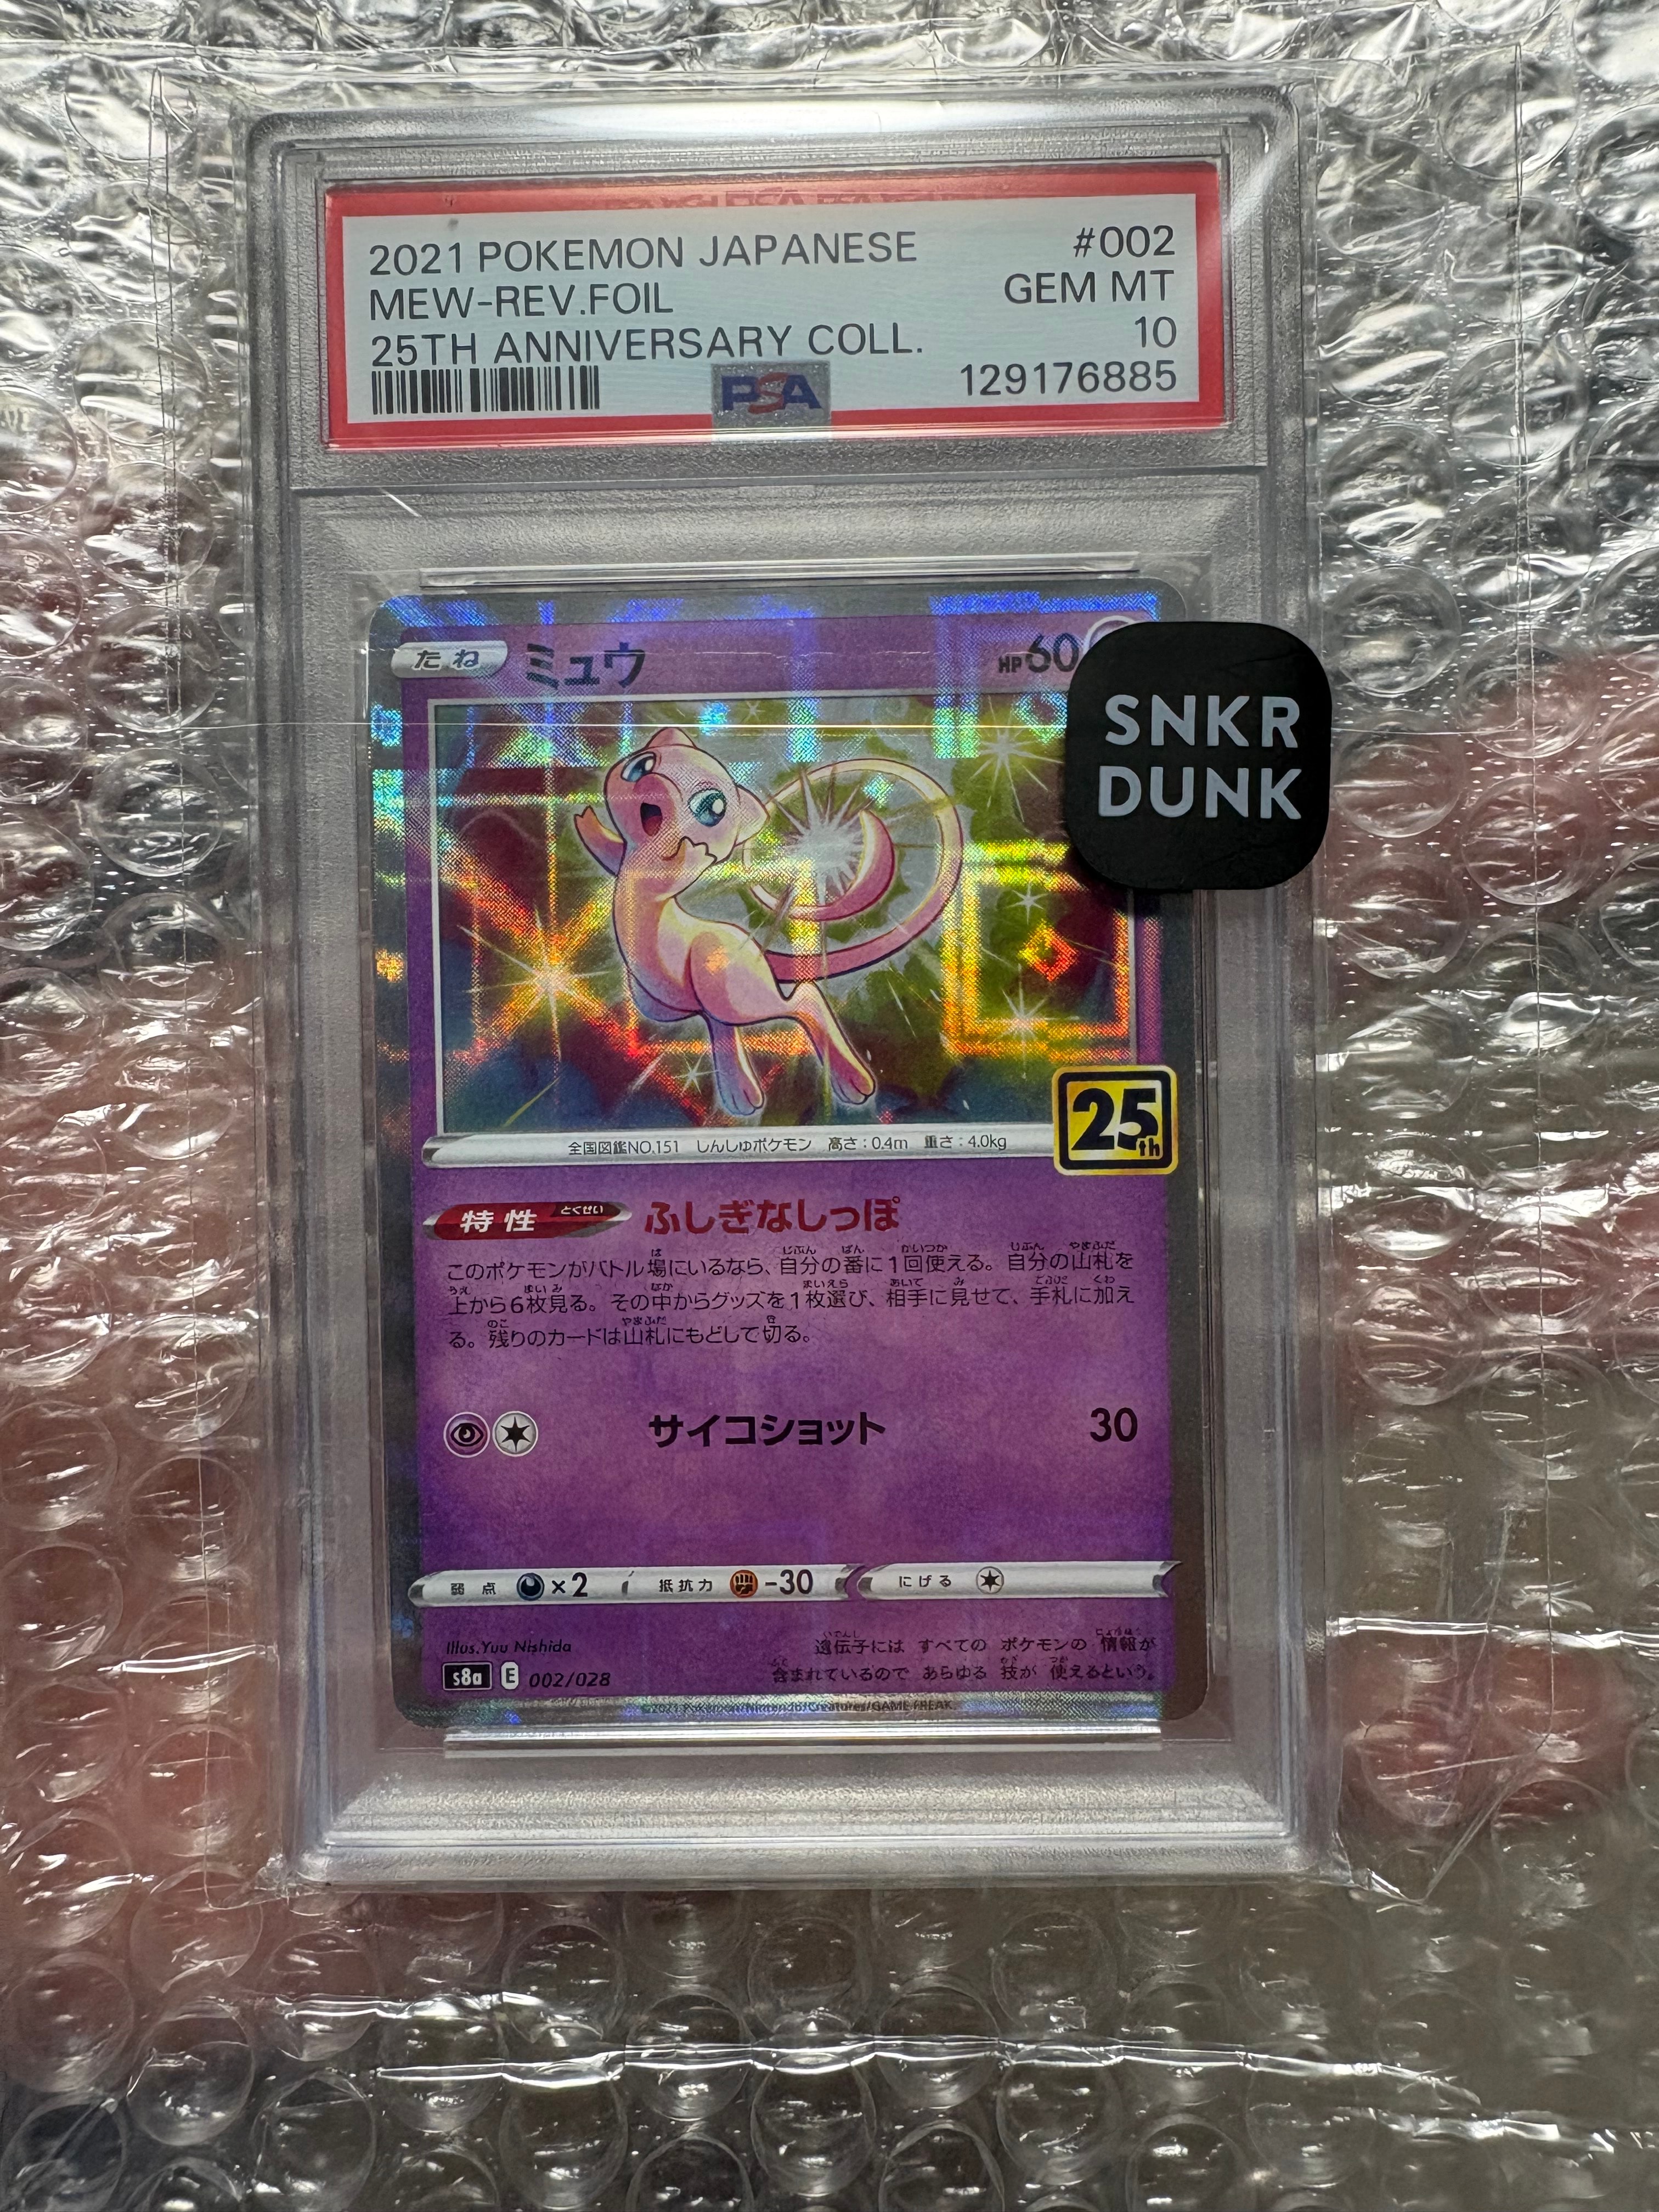 2021 POKEMON JAPANESE #002
MEW-REV.FOIL GEM MT
25TH ANNIVERSARY COLL. 10
PSA 129176885
たね ミュウ HP60
SNKR
DUNK
25th
全国図鑑NO.151 しんしゅポケモン 高さ:0.4m 重さ:4.0kg
特性 とくせい ふしぎなしっぽ
このポケモンがバトル場にいるなら、自分の番に1回使える。自分の山札を
上から6枚見る。その中からグッズを1枚選び、相手に見せて、手札に加え
る。残りのカードは山札にもどして切る。
サイコショット 30
弱点 ×2 抵抗力 -30 にげる
Illus. Yuu Nishida
遺伝子には すべての ポケモンの 情報が
s8a E 002/028
含まれているので あらゆる 技が 使えるという。
©2021 Pokémon/Nintendo/Creatures/GAME FREAK.